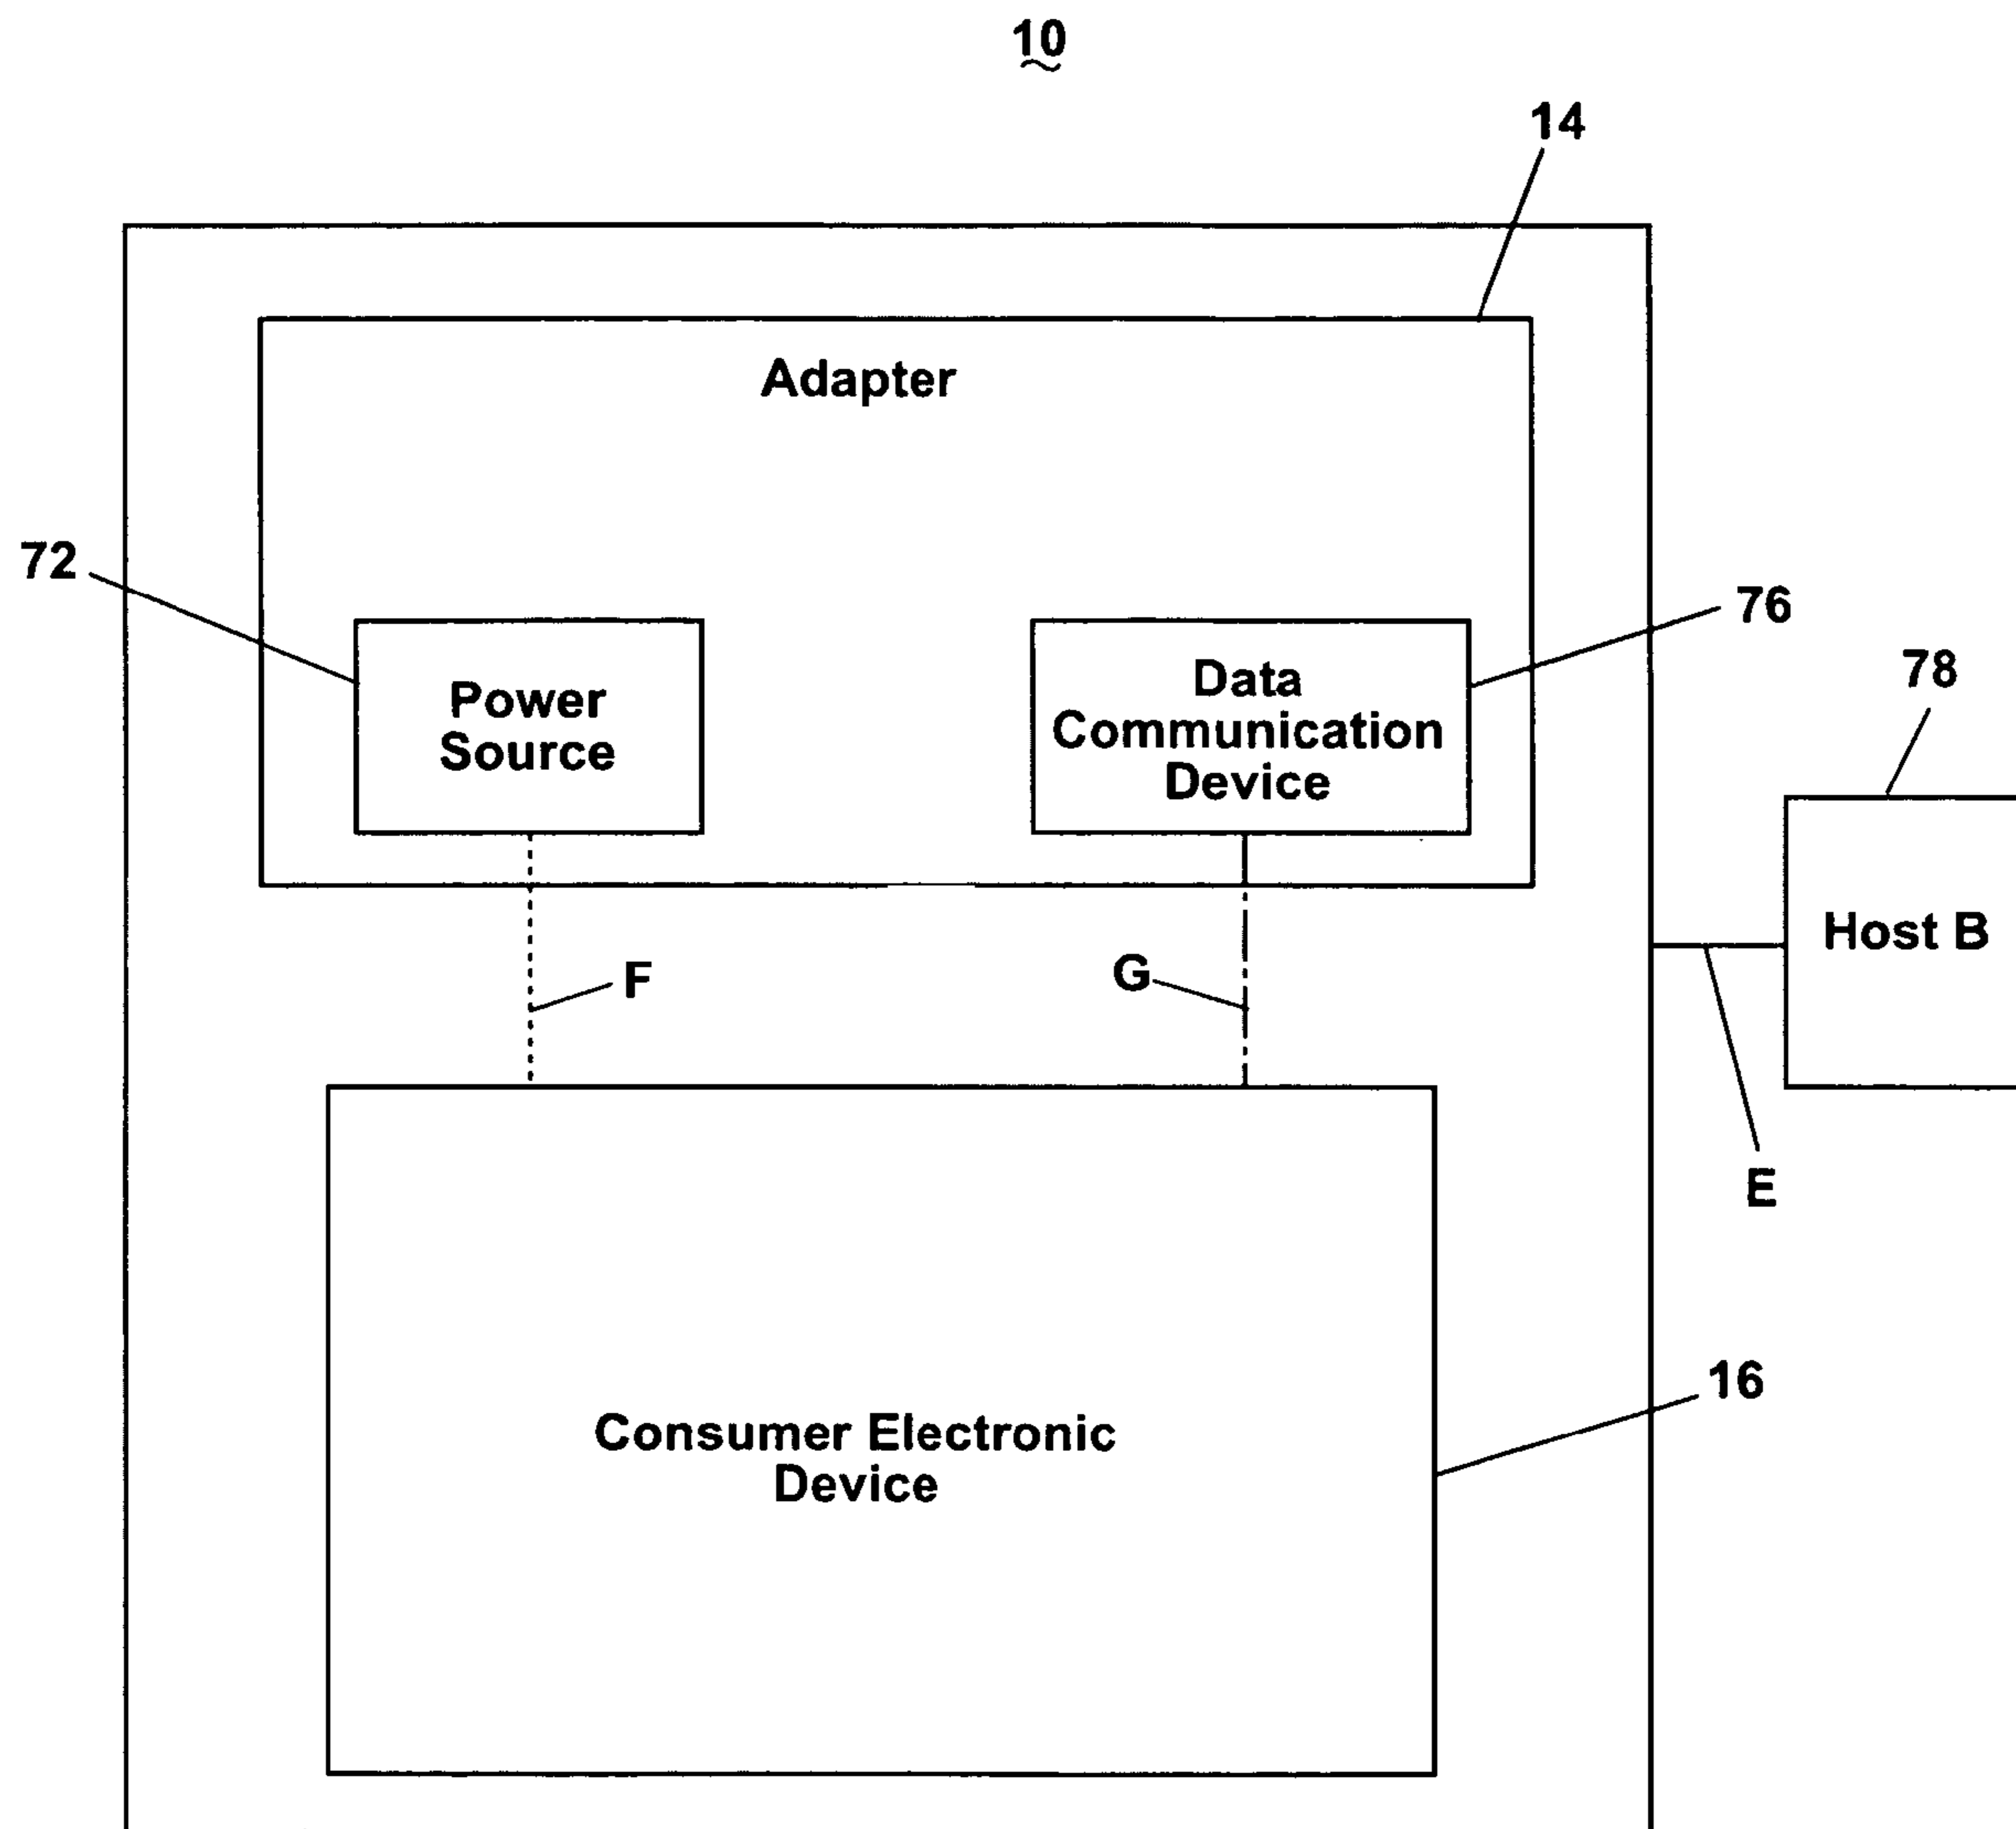 10
14
Adapter
72
76
Power
Source
Data
Communication
Device
78
Host B
F
G
E
16
Consumer Electronic
Device